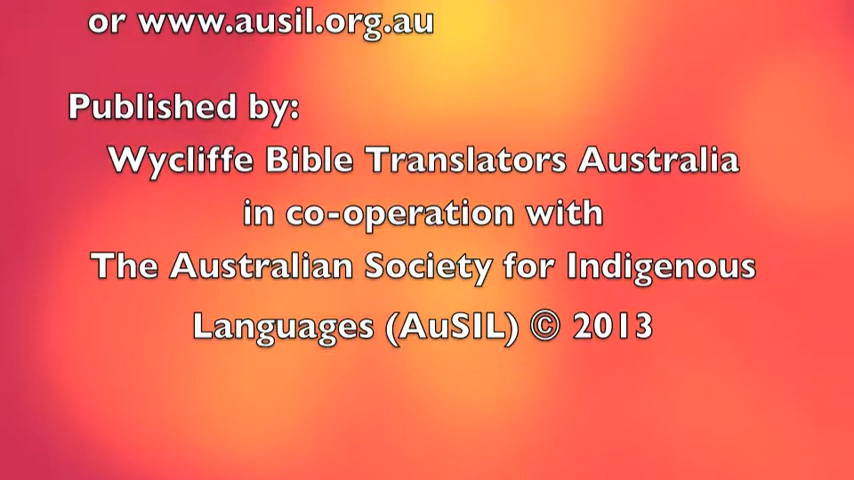 or www.ausil.org.au
Published by:
Wycliffe Bible Translators Australia
in co-operation with
The Australian Society for Indigenous
Languages (AuSIL) © 2013